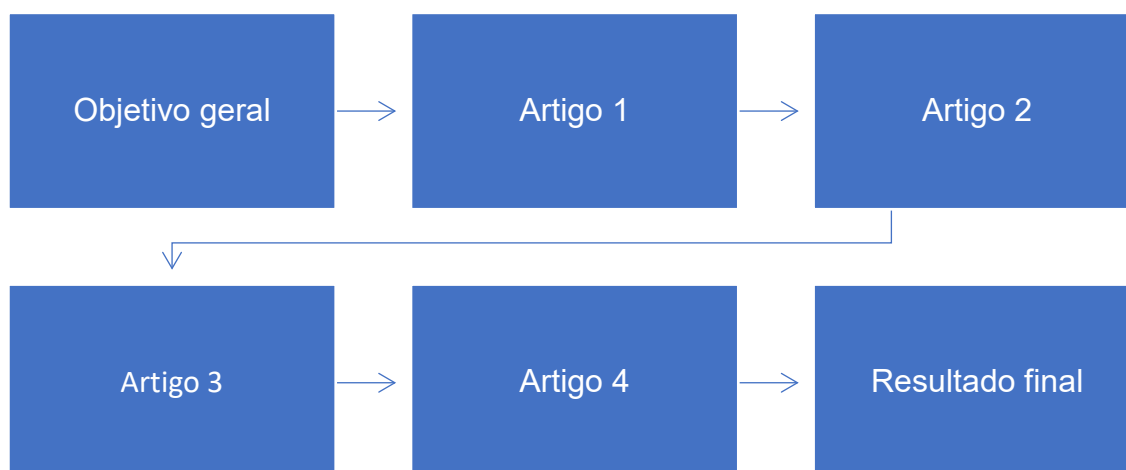 Objetivo geral
Artigo 1
Artigo 2
Artigo 3
Artigo 4
Resultado final